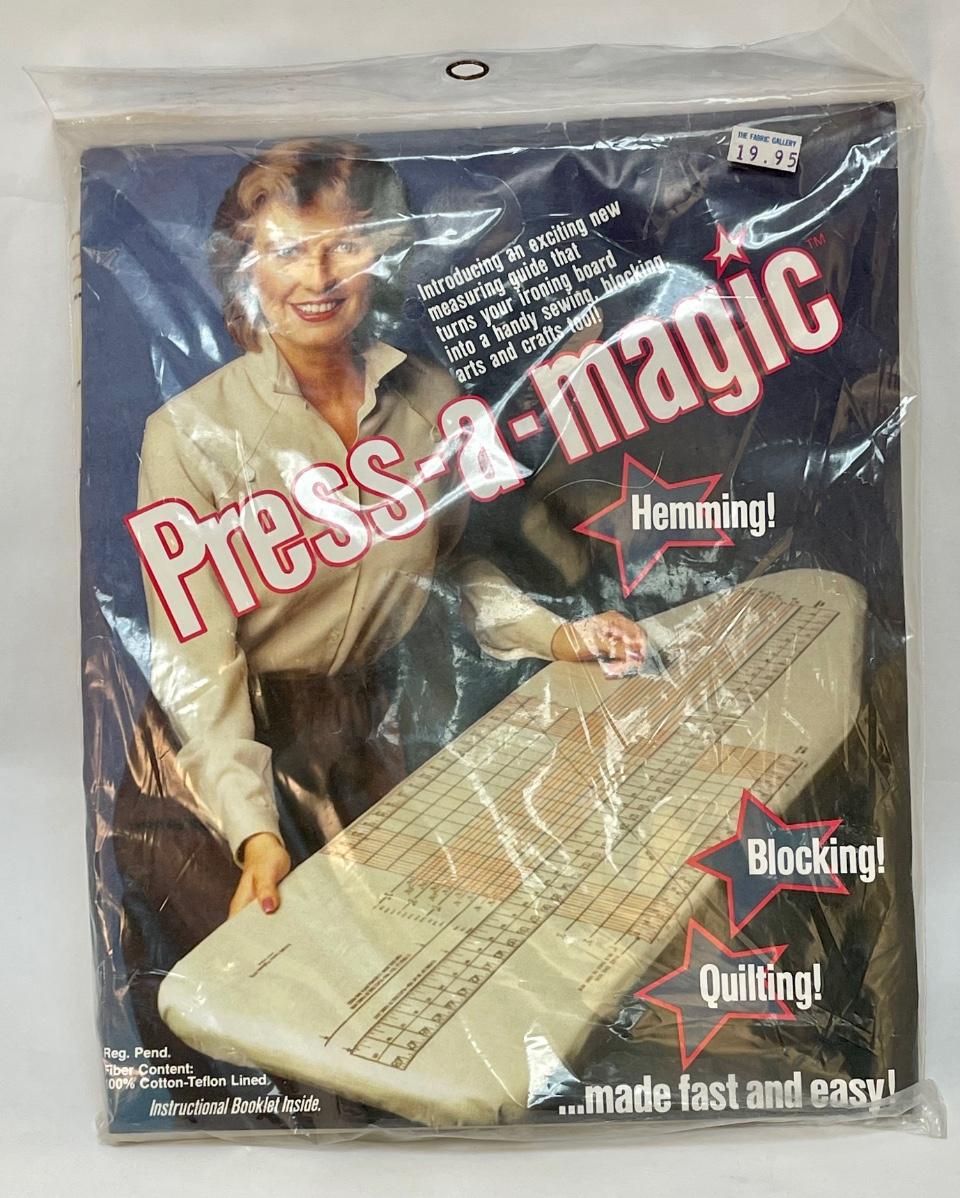 THE FABRIC GALLERY
19.95
Introducing an exciting new
measuring guide that
turns your ironing board
into a handy sewing, blocking
arts and crafts tool!
Press-a-magic™
Hemming!
Blocking!
Quilting!
Reg. Pend.
Fiber Content:
100% Cotton-Teflon Lined
Instructional Booklet Inside.
...made fast and easy!